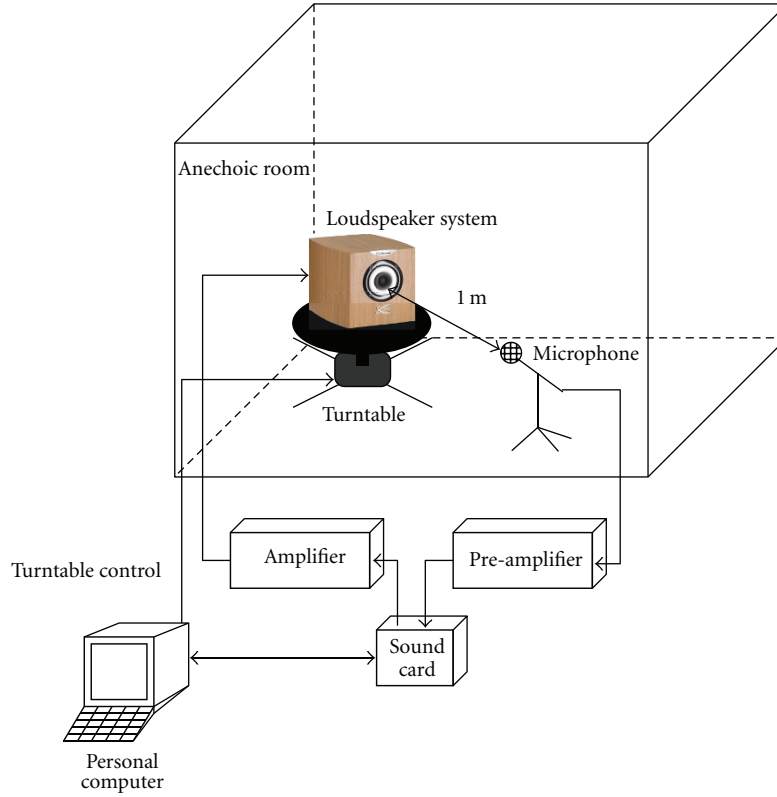 Anechoic room
Loudspeaker system
1 m
Microphone
Turntable
Amplifier
Pre-amplifier
Turntable control
Sound
card
Personal
computer